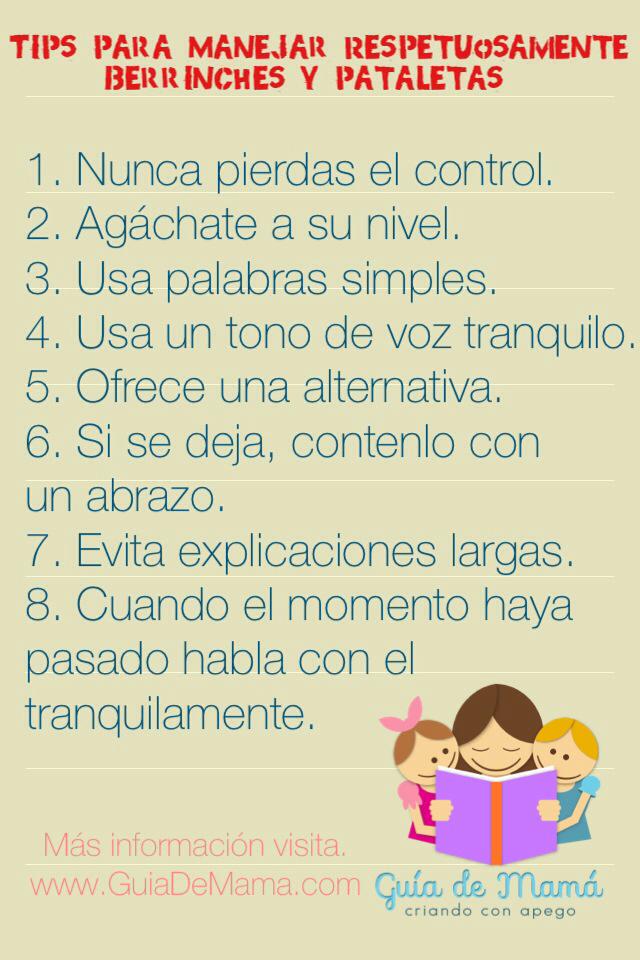 TIPS PARA MANEJAR RESPETUOSAMENTE
BERRINCHES Y PATALETAS
1. Nunca pierdas el control.
2. Agáchate a su nivel.
3. Usa palabras simples.
4. Usa un tono de voz tranquilo.
5. Ofrece una alternativa.
6. Si se deja, contenlo con
un abrazo.
7. Evita explicaciones largas.
8. Cuando el momento haya
pasado habla con el
tranquilamente.
Más información visita.
www.GuiaDeMama.com
Guía de Mamá
criando con apego